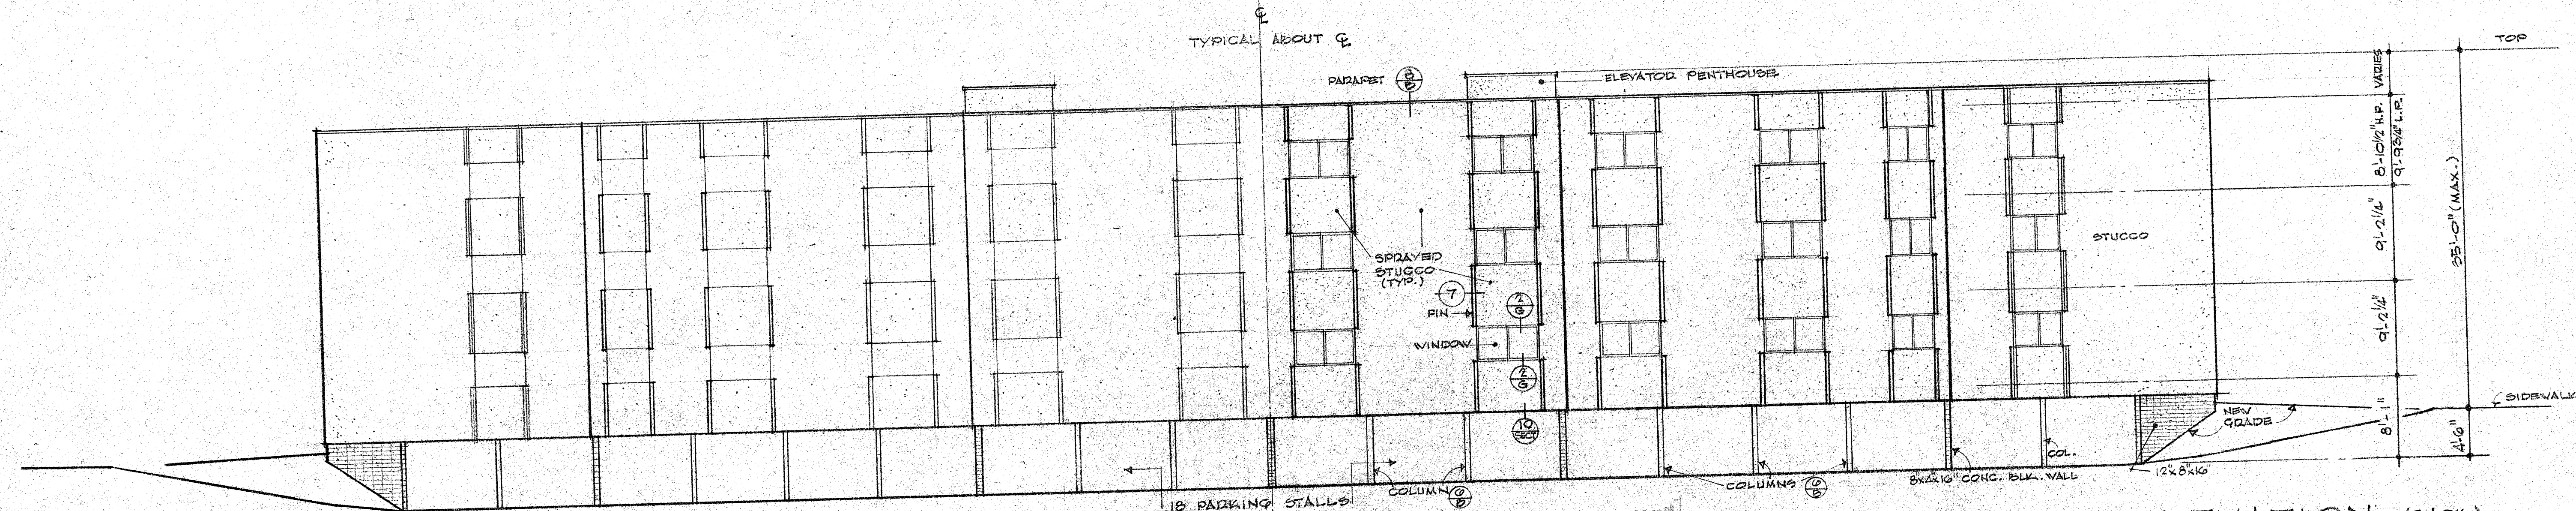 ℄
TYPICAL ABOUT ℄
TOP
PARAPET
8
B
ELEVATOR PENTHOUSE
8'-10 1/2" H.P. VARIES
9'-9 3/4" L.P.
9'-2 1/4"
35'-0" (MAX.)
STUCCO
SPRAYED
STUCCO
(TYP.)
7
2
G
FIN
9'-2 1/4"
WINDOW
2
G
10
SECT
NEW
GRADE
SIDEWALK
8'-1"
4'-6"
COL.
12"x8"x16"
8"x4"x16" CONC. BLK. WALL
COLUMNS
6
B
COLUMN
6
B
18 PARKING STALLS